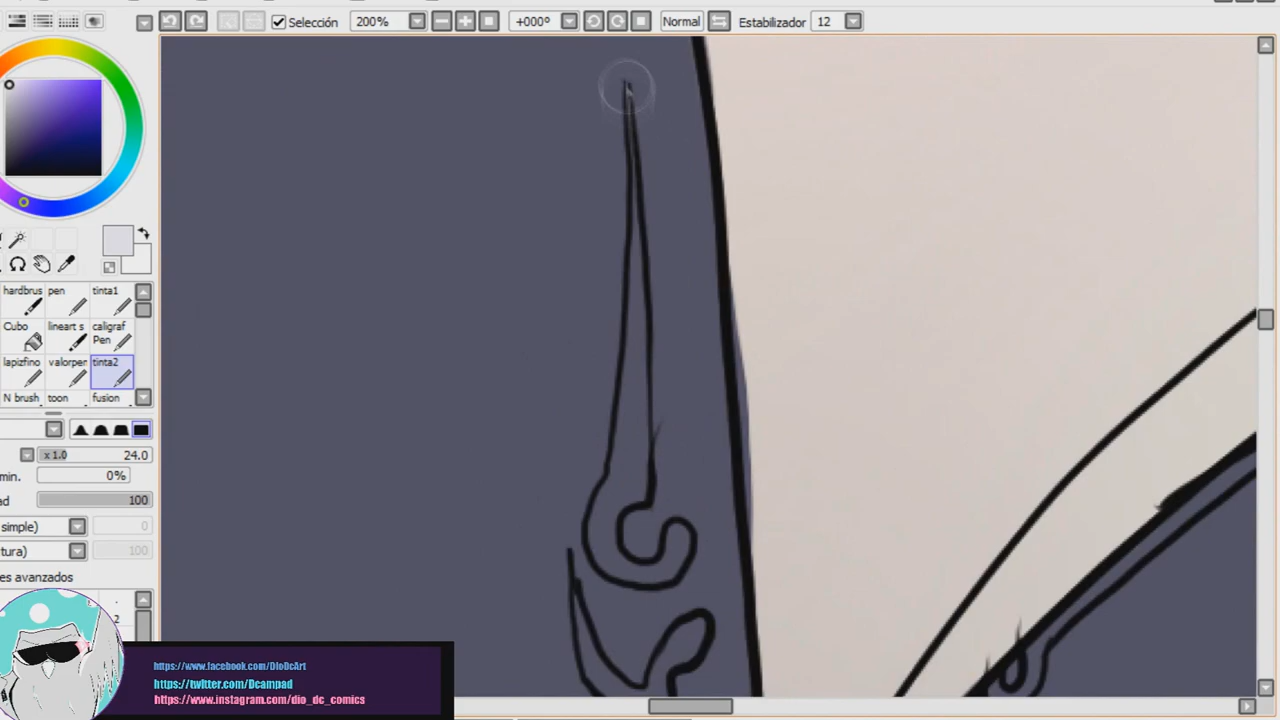 Selección 200% +000° Normal Estabilizador 12
hardbrus pen tinta1
Cubo lineart s caligraf
Pen
lapizfino valorper tinta2
N brush toon fusion
x 1.0 24.0
min. 0%
100
simple) 0
100
es avanzados
2
https://www.facebook.com/DioDcArt
https://twitter.com/Dcampad
https://www.instagram.com/dio_dc_comics